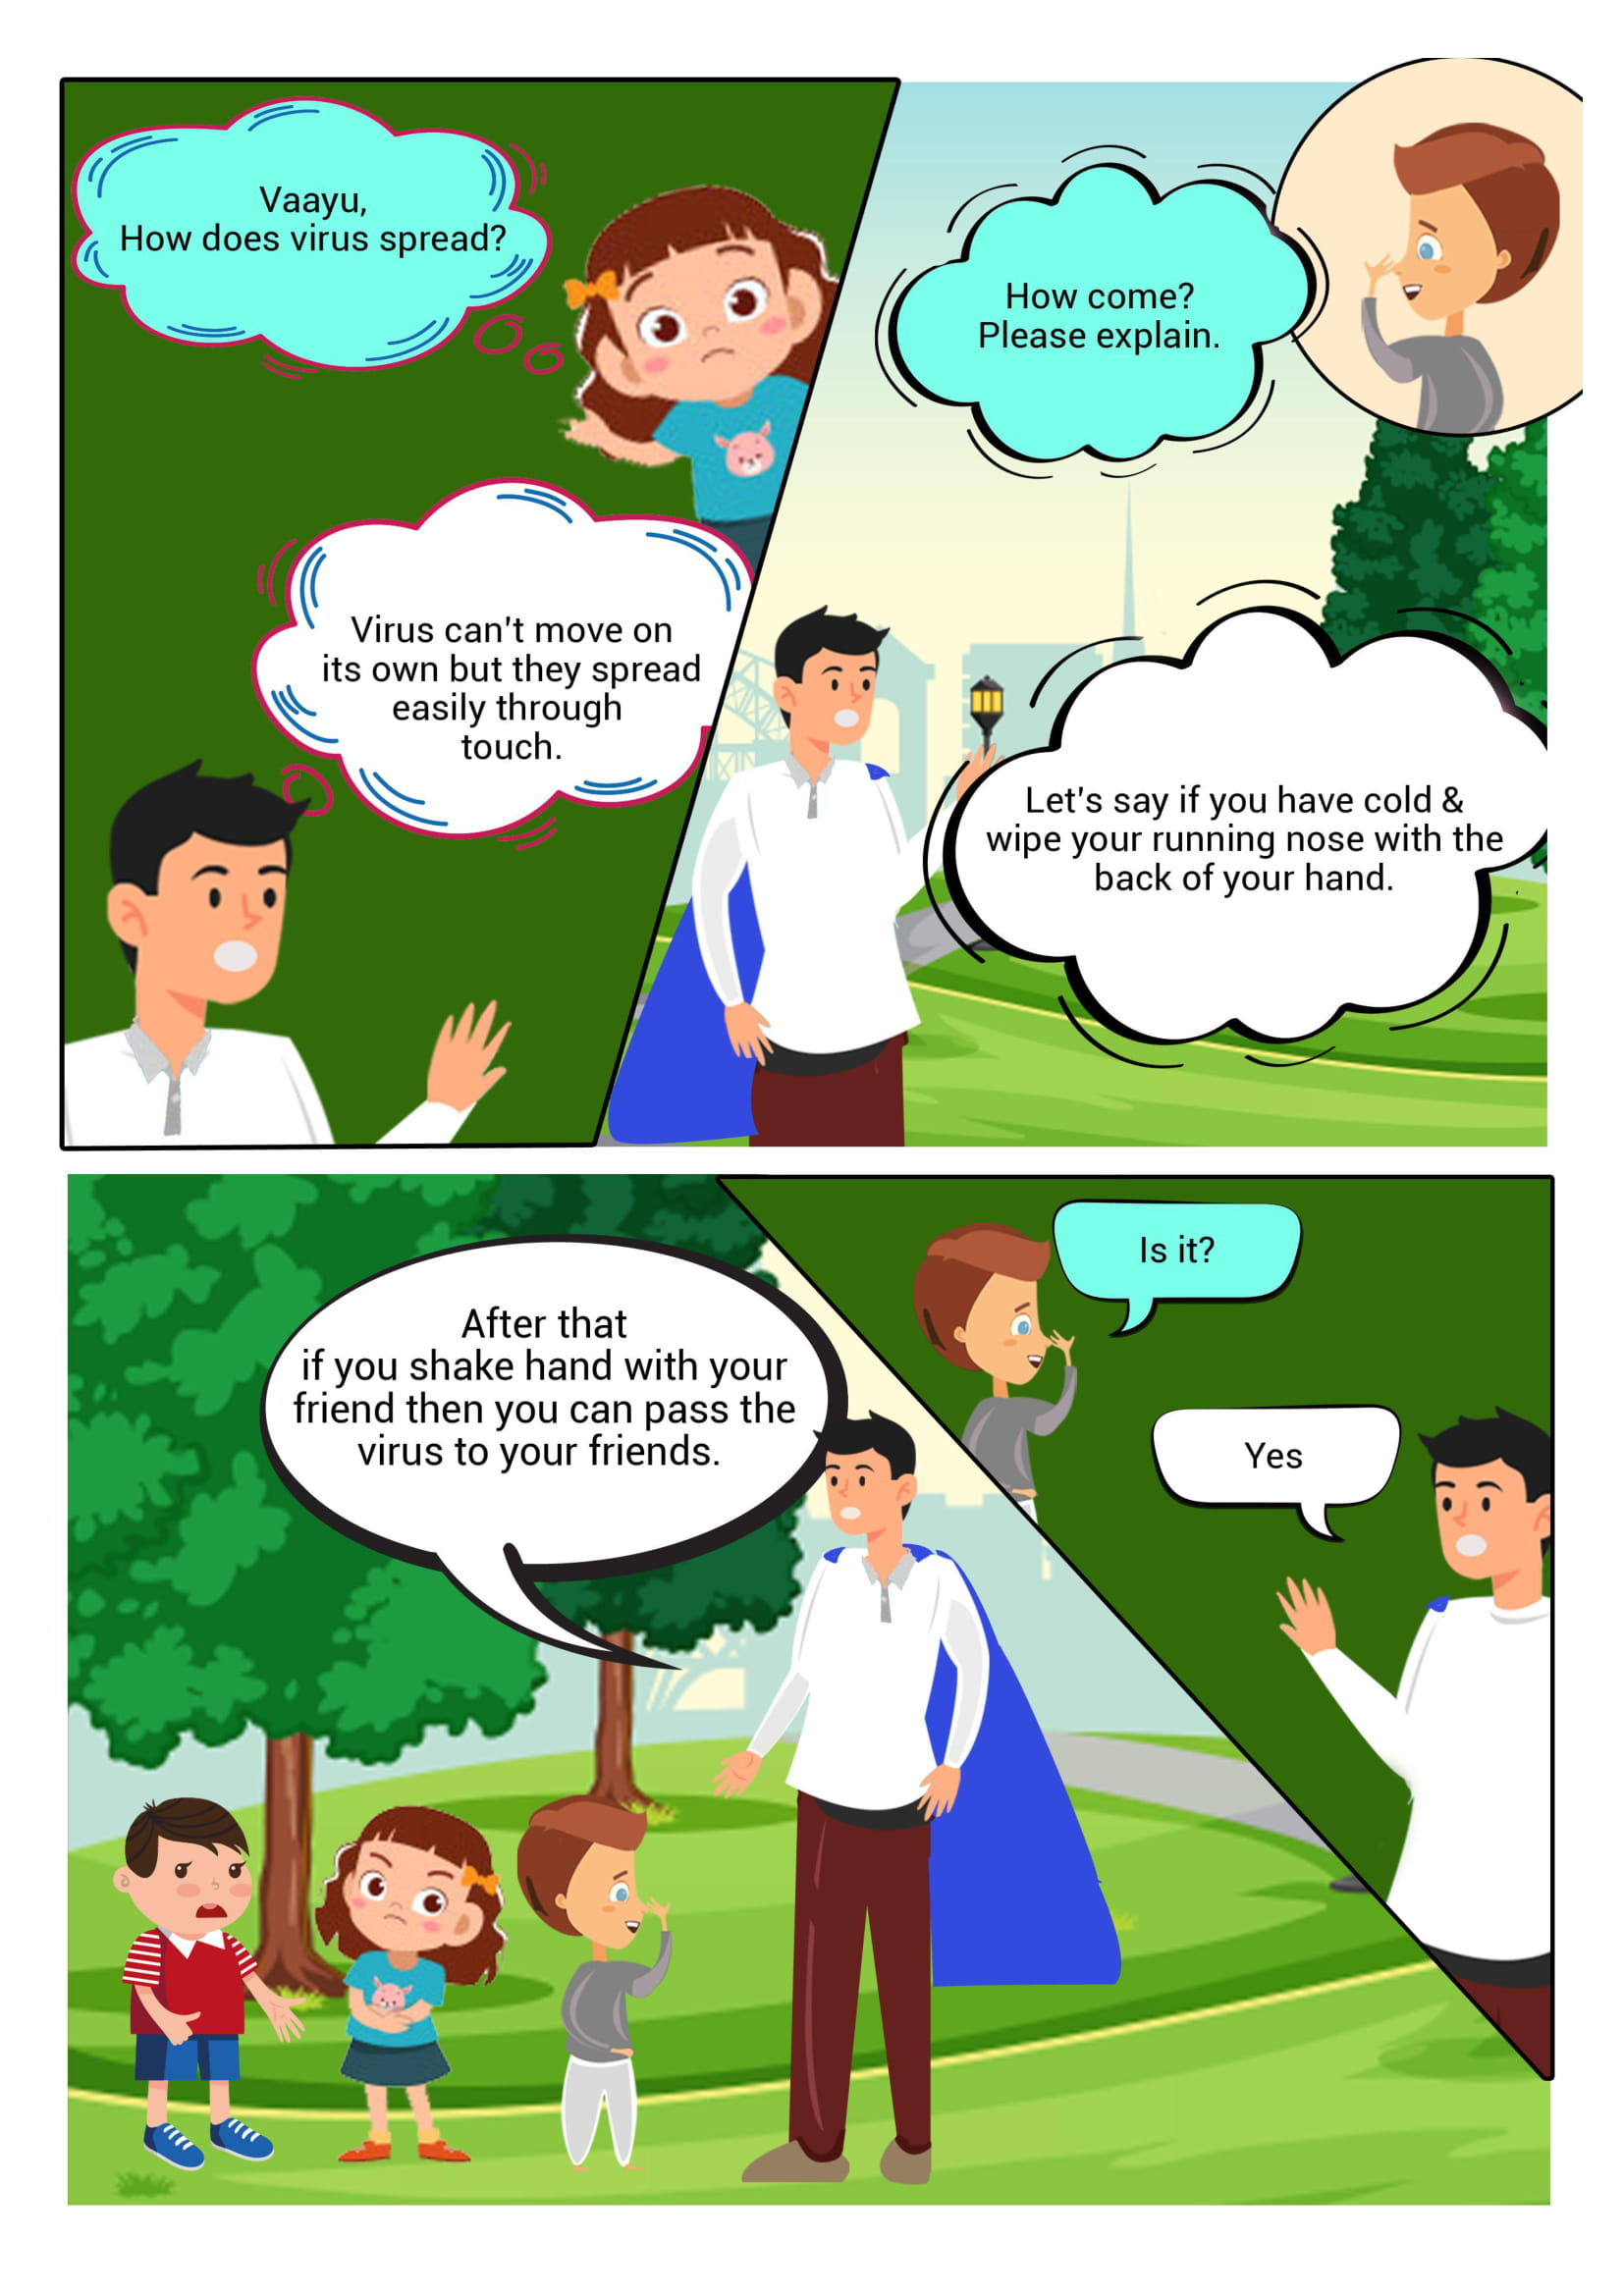 Vaayu,
How does virus spread?
Virus can't move on
its own but they spread
easily through
touch.
How come?
Please explain.
Let's say if you have cold &
wipe your running nose with the
back of your hand.
After that
if you shake hand with your
friend then you can pass the
virus to your friends.
Is it?
Yes